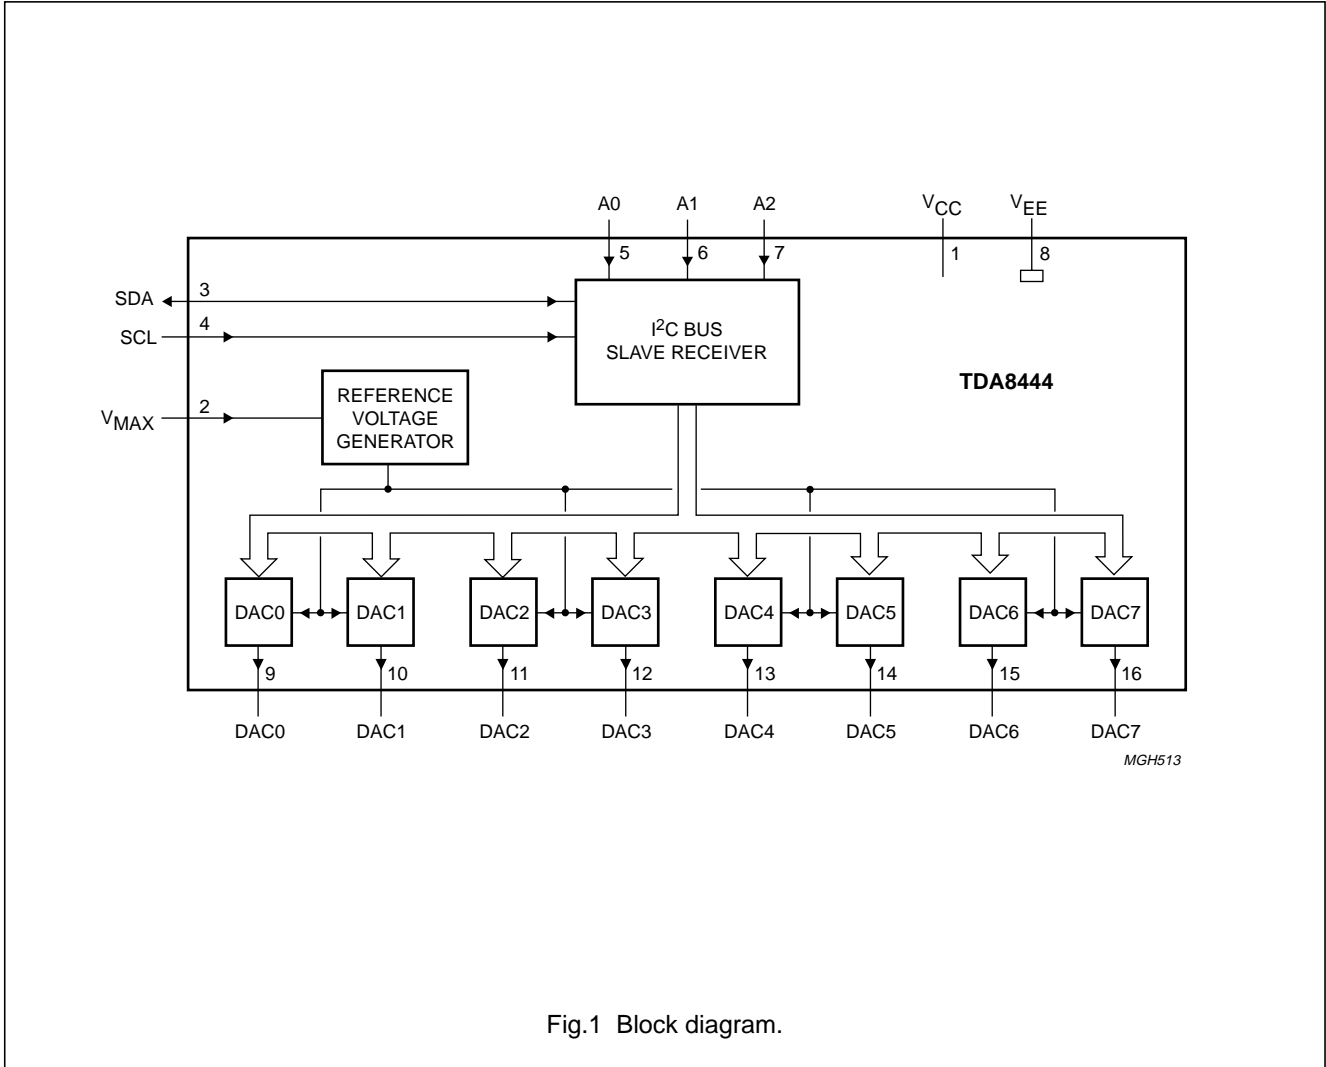 A0 A1 A2 VCC VEE
5 6 7 1 8
SDA 3
SCL 4
I2C BUS
SLAVE RECEIVER
TDA8444
VMAX 2
REFERENCE
VOLTAGE
GENERATOR
DAC0 DAC1 DAC2 DAC3 DAC4 DAC5 DAC6 DAC7
9 10 11 12 13 14 15 16
DAC0 DAC1 DAC2 DAC3 DAC4 DAC5 DAC6 DAC7
MGH513
Fig.1 Block diagram.